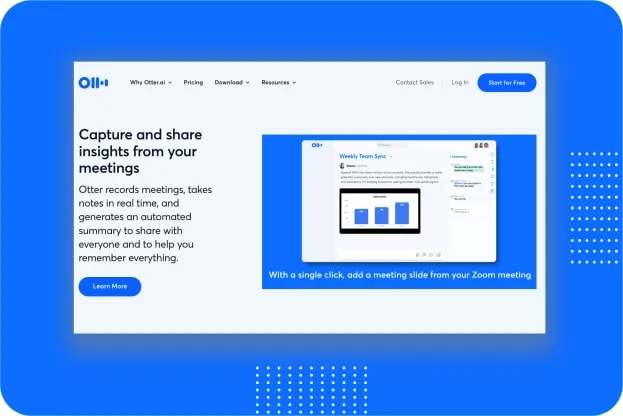 Why Otter.ai Pricing Download Resources Contact Sales Log In Start for Free
Capture and share
insights from your
meetings
Otter records meetings, takes
notes in real time, and
generates an automated
summary to share with
everyone and to help you
remember everything.
Learn More
Weekly Team Sync
Takeaways
With a single click, add a meeting slide from your Zoom meeting